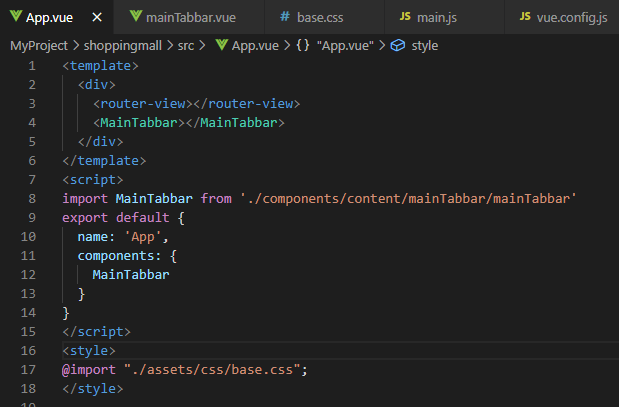 App.vue mainTabbar.vue # base.css JS main.js JS vue.config.js
MyProject > shoppingmall > src > App.vue > {} "App.vue" > style
1 <template>
2 <div>
3 <router-view></router-view>
4 <MainTabbar></MainTabbar>
5 </div>
6 </template>
7 <script>
8 import MainTabbar from './components/content/mainTabbar/mainTabbar'
9 export default {
10 name: 'App',
11 components: {
12 MainTabbar
13 }
14 }
15 </script>
16 <style>
17 @import "./assets/css/base.css";
18 </style>